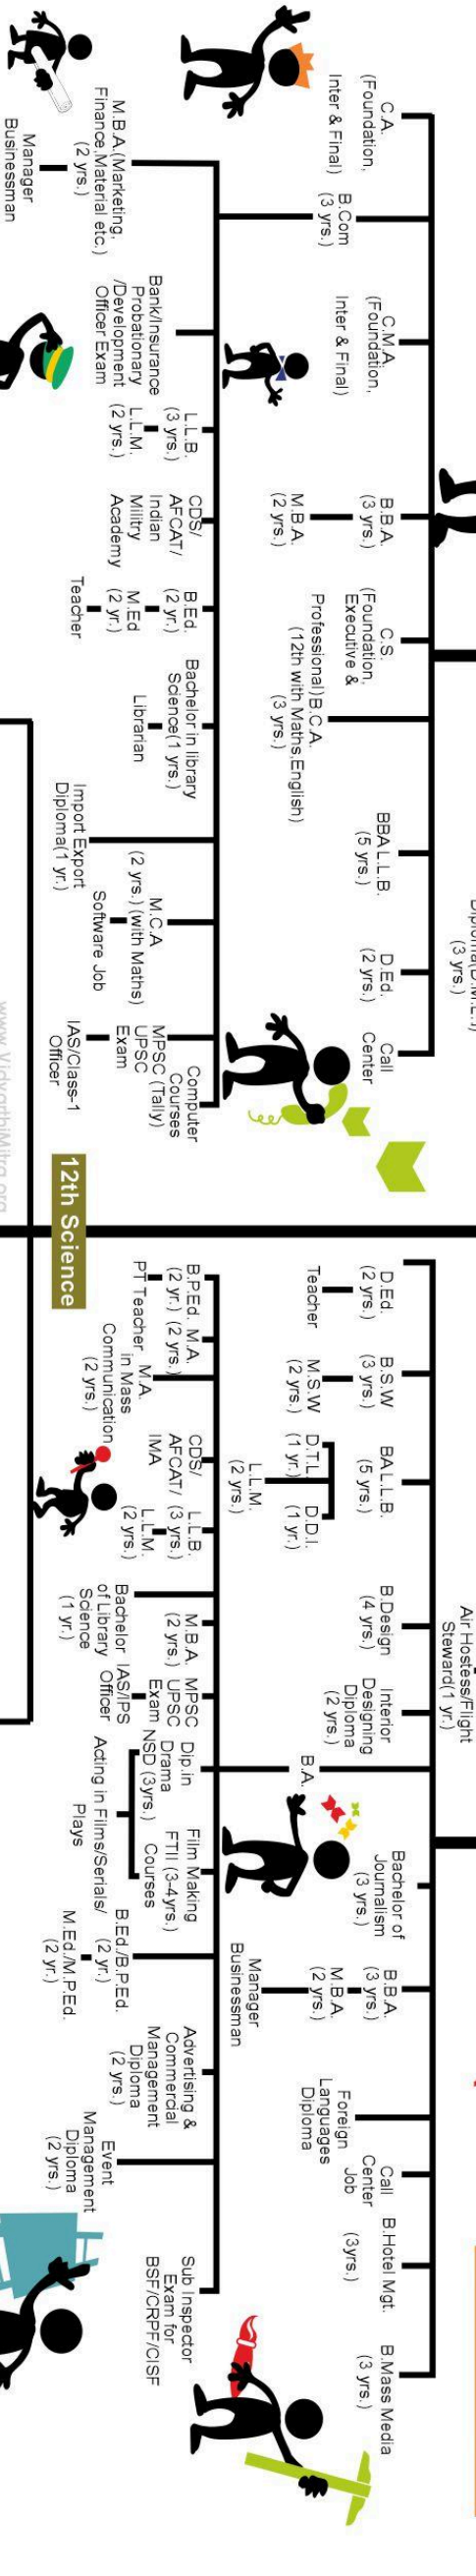 Diploma(D.M.L.T)
(3 yrs.)
Air Hostess/Flight
Steward(1 yr.)
C.A.
(Foundation,
Inter & Final)
B.Com
(3 yrs.)
C.M.A.
(Foundation,
Inter & Final)
B.B.A.
(3 yrs.)
M.B.A.
(2 yrs.)
C.S.
(Foundation,
Executive &
Professional)
B.C.A.
(12th with Maths,English)
(3 yrs.)
BBA L.L.B.
(5 yrs.)
D.Ed.
(2 yrs.)
Call
Center
D.Ed.
(2 yrs.)
Teacher
B.S.W
(3 yrs.)
M.S.W
(2 yrs.)
BA L.L.B.
(5 yrs.)
D.T.L.
(1 yr.)
D.D.I.
(1 yr.)
L.L.M.
(2 yrs.)
B.Design
(4 yrs.)
Interior
Designing
Diploma
(2 yrs.)
B.A.
Bachelor of
Journalism
(3 yrs.)
B.B.A.
(3 yrs.)
M.B.A.
(2 yrs.)
Manager
Businessman
Foreign
Languages
Diploma
Call
Center
Job
B.Hotel Mgt.
(3yrs.)
B.Mass Media
(3 yrs.)
M.B.A.(Marketing,
Finance,Material etc.)
(2 yrs.)
Manager
Businessman
Bank/Insurance
Probationary
/Development
Officer Exam
L.L.B.
(3 yrs.)
L.L.M.
(2 yrs.)
CDS/
AFCAT/
Indian
Militry
Academy
B.Ed.
(2 yr.)
M.Ed
(2 yr.)
Teacher
Bachelor in library
Science(1 yrs.)
Librarian
Import Export
Diploma(1 yr.)
M.C.A
(2 yrs.) (with Maths)
Software Job
MPSC
UPSC
Exam
IAS/Class-1
Officer
Computer
Courses
(Tally)
B.P.Ed.
(2 yr.)
PT Teacher
M.A.
(2 yrs.)
M.A.
in Mass
Communication
(2 yrs.)
CDS/
AFCAT/
IMA
L.L.B.
(3 yrs.)
L.L.M.
(2 yrs.)
Bachelor
of Library
Science
(1 yr.)
M.B.A.
(2 yrs.)
MPSC
UPSC
Exam
IAS/IPS
Officer
Dip.in
Drama
NSD (3yrs.)
Film Making
FTII (3-4yrs.)
Courses
Acting in Films/Serials/
Plays
B.Ed./B.P.Ed.
(2 yr.)
M.Ed./M.P.Ed.
(2 yr.)
Advertising &
Commercial
Management
Diploma
(2 yrs.)
Event
Management
Diploma
(2 yrs.)
Sub Inspector
Exam for
BSF/CRPF/CISF
12th Science
www.VidyarthiMitra.org